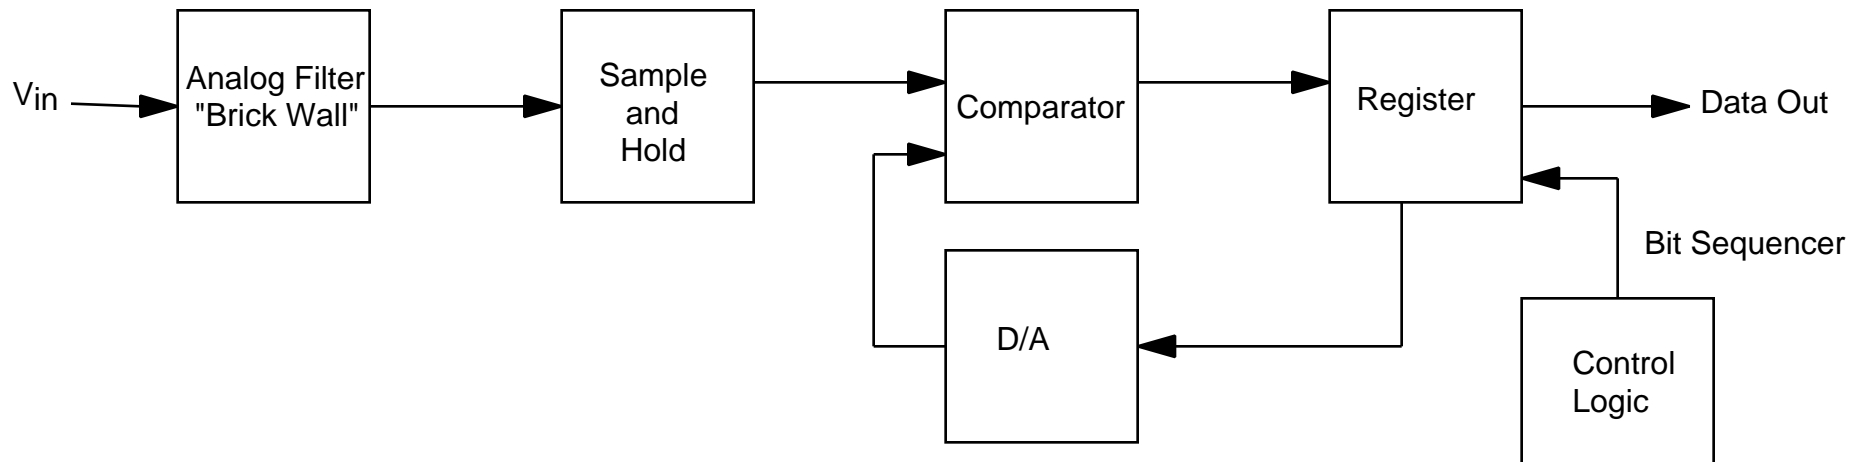 Vin
Analog Filter
"Brick Wall"
Sample
and
Hold
Comparator
Register
Data Out
Bit Sequencer
D/A
Control
Logic